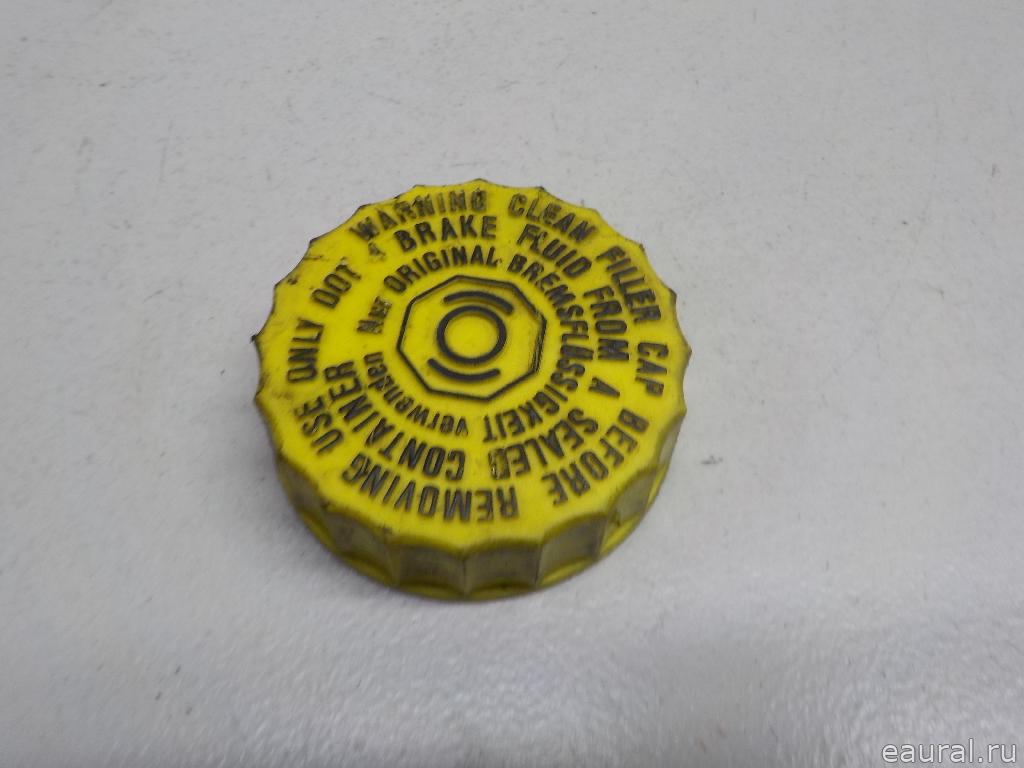 WARNING CLEAN FILLER CAP BEFORE REMOVING
USE ONLY DOT 4 BRAKE FLUID FROM A SEALED CONTAINER
Nur ORIGINAL BREMSFLÜSSIGKEIT verwenden
eaural.ru